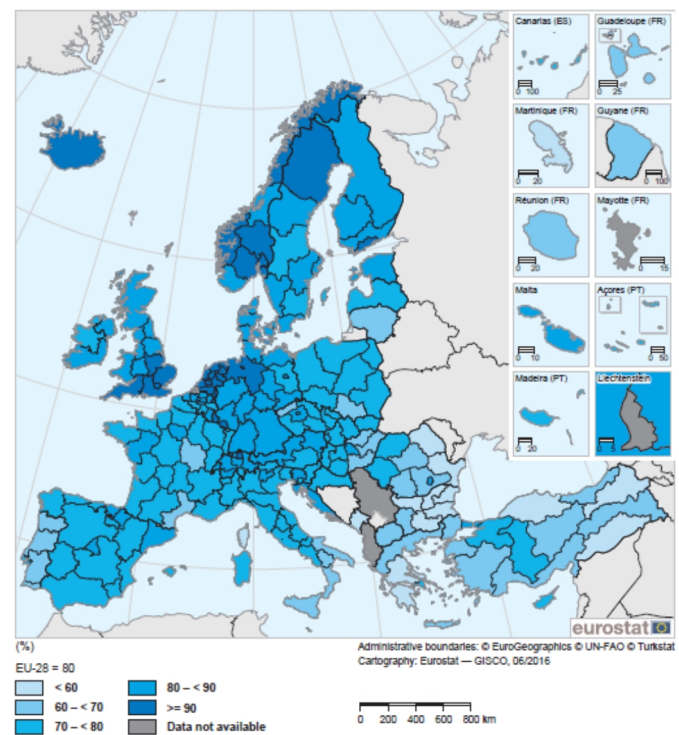 Canarias (ES)
0 100
Guadeloupe (FR)
0 25
Martinique (FR)
0 20
Guyane (FR)
0 100
Réunion (FR)
0 20
Mayotte (FR)
0 15
Malta
0 10
Açores (PT)
0 50
Madeira (PT)
0 20
Liechtenstein
0 5
eurostat
(%)
Administrative boundaries: © EuroGeographics © UN-FAO © Turkstat
Cartography: Eurostat — GISCO, 06/2016
EU-28 = 80
< 60
60 – < 70
70 – < 80
80 – < 90
>= 90
Data not available
0 200 400 600 800 km